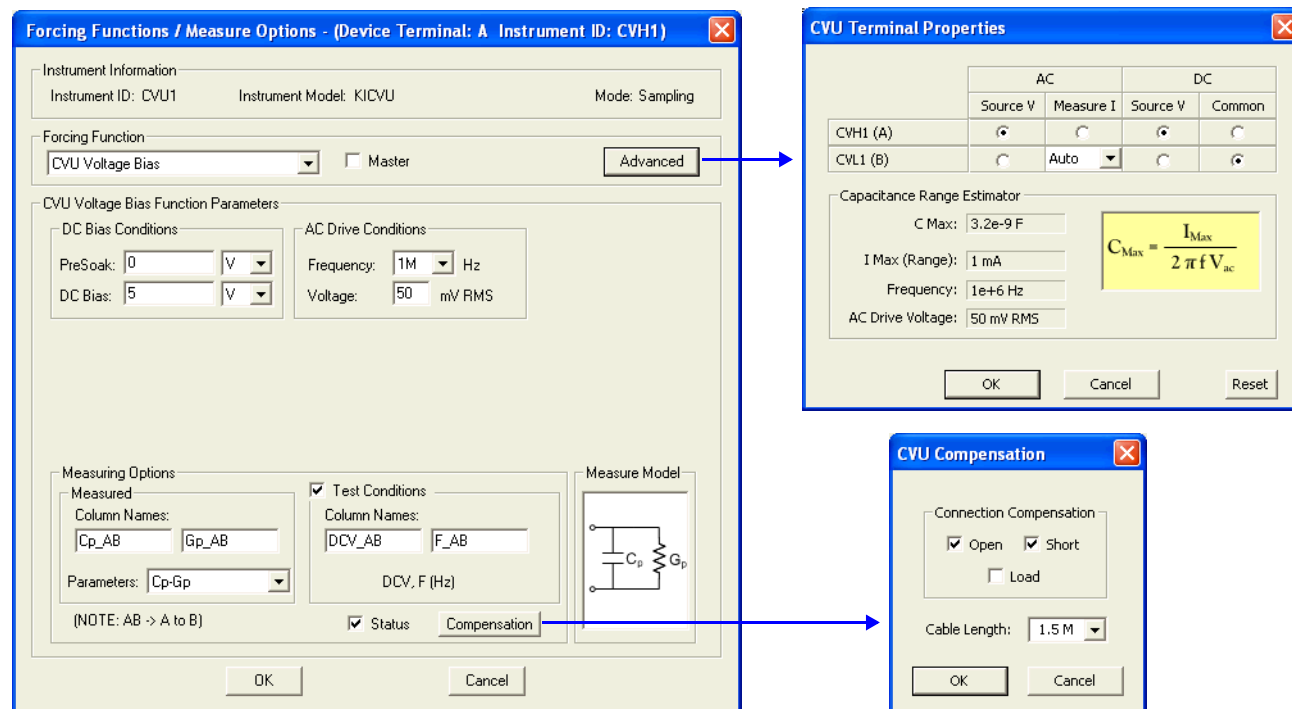 Forcing Functions / Measure Options - (Device Terminal: A Instrument ID: CVH1)
Instrument Information
Instrument ID: CVU1 Instrument Model: KICVU Mode: Sampling
Forcing Function
CVU Voltage Bias Master Advanced
CVU Voltage Bias Function Parameters
DC Bias Conditions
PreSoak: 0 V
DC Bias: 5 V
AC Drive Conditions
Frequency: 1M Hz
Voltage: 50 mV RMS
Measuring Options
Measured
Column Names:
Cp_AB Gp_AB
Parameters: Cp-Gp
(NOTE: AB -> A to B)
Test Conditions
Column Names:
DCV_AB F_AB
DCV, F (Hz)
Status Compensation
Measure Model
Cp Gp
OK Cancel
CVU Terminal Properties
AC DC
Source V Measure I Source V Common
CVH1 (A)
CVL1 (B) Auto
Capacitance Range Estimator
C Max: 3.2e-9 F
I Max (Range): 1 mA
Frequency: 1e+6 Hz
AC Drive Voltage: 50 mV RMS
CMax = IMax / 2 π f Vac
OK Cancel Reset
CVU Compensation
Connection Compensation
Open Short
Load
Cable Length: 1.5 M
OK Cancel